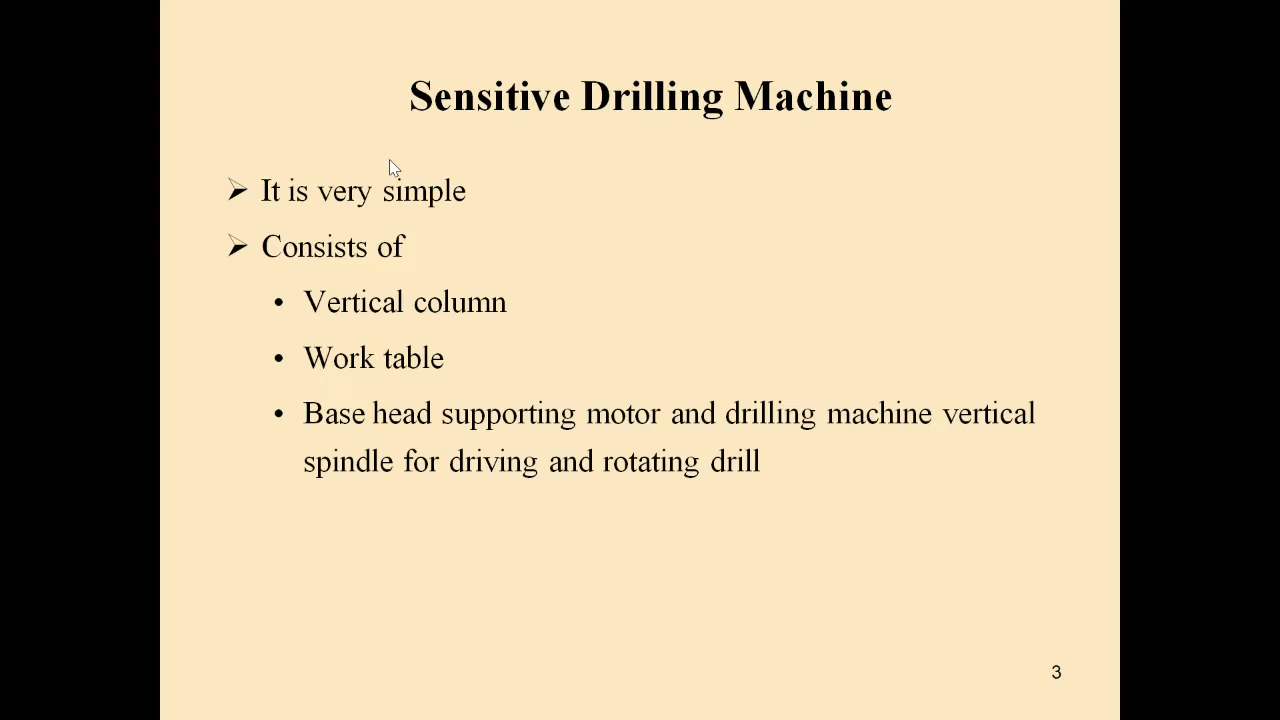 Sensitive Drilling Machine
➢ It is very simple
➢ Consists of
• Vertical column
• Work table
• Base head supporting motor and drilling machine vertical
spindle for driving and rotating drill
3